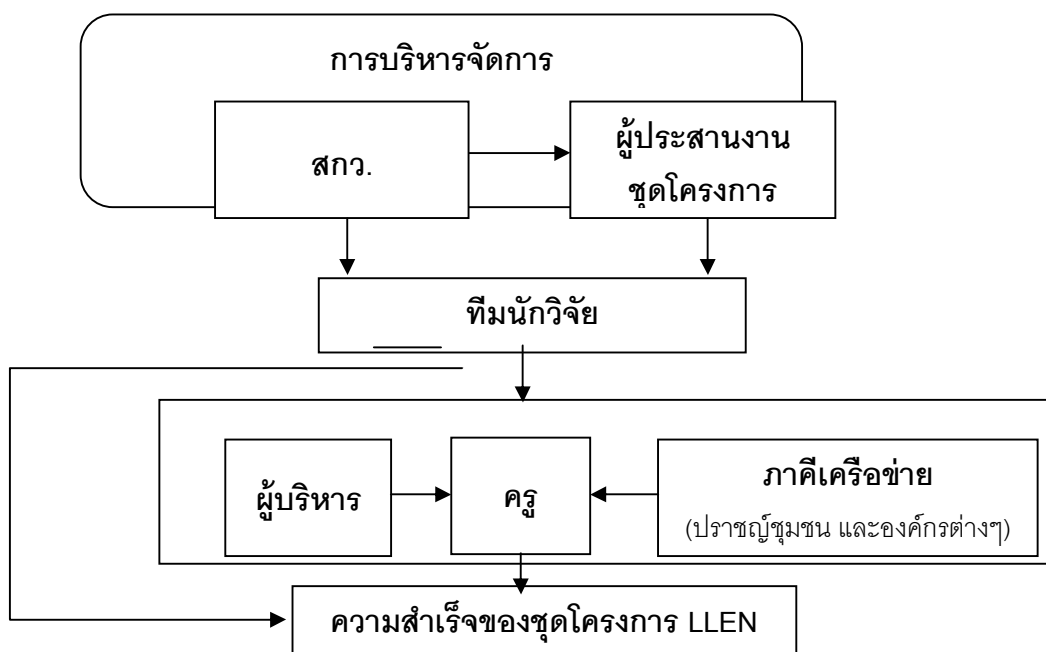 การบริหารจัดการ
สกว.
ผู้ประสานงาน
ชุดโครงการ
ทีมนักวิจัย
ผู้บริหาร
ครู
ภาคีเครือข่าย
(ปราชญ์ชุมชน และองค์กรต่างๆ)
ความสำเร็จของชุดโครงการ LLEN